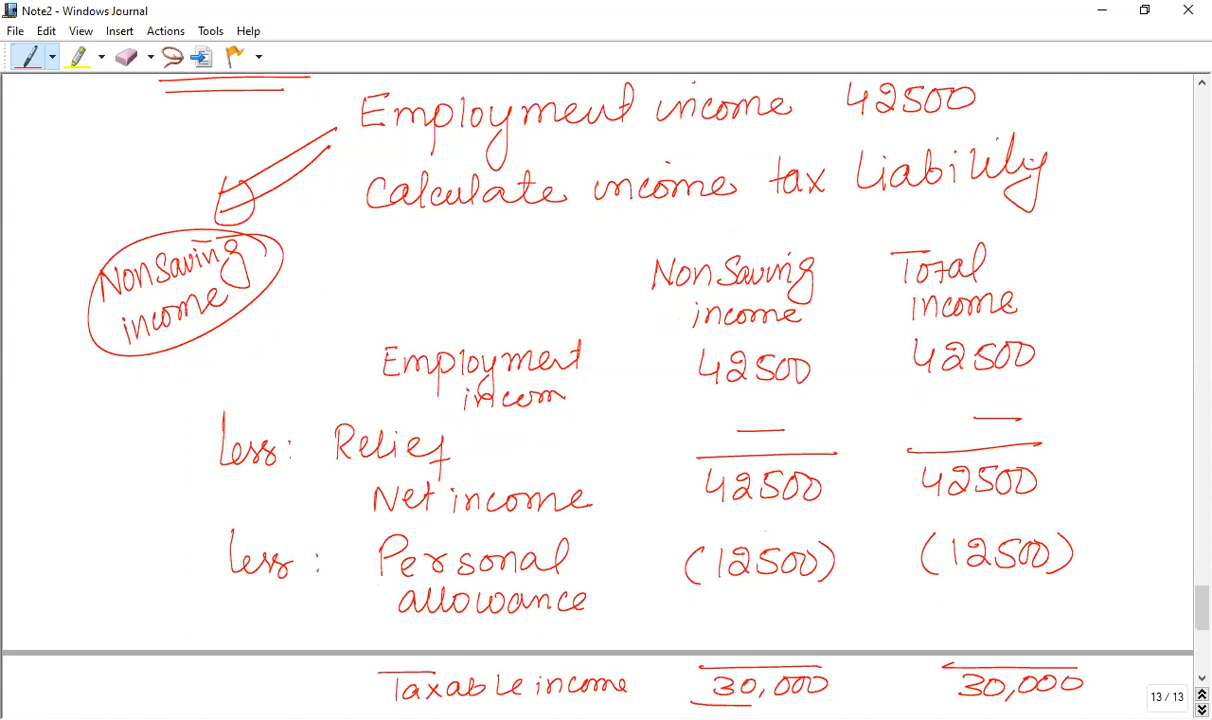 Note2 - Windows Journal
File Edit View Insert Actions Tools Help
Employment income 42500
Calculate income tax liability
Nonsaving
income
Nonsaving Total
income income
Employment 42500 42500
incom
less: Relief — —
Net income 42500 42500
less: Personal (12500) (12500)
allowance
Taxable income 30,000 30,000
13 / 13